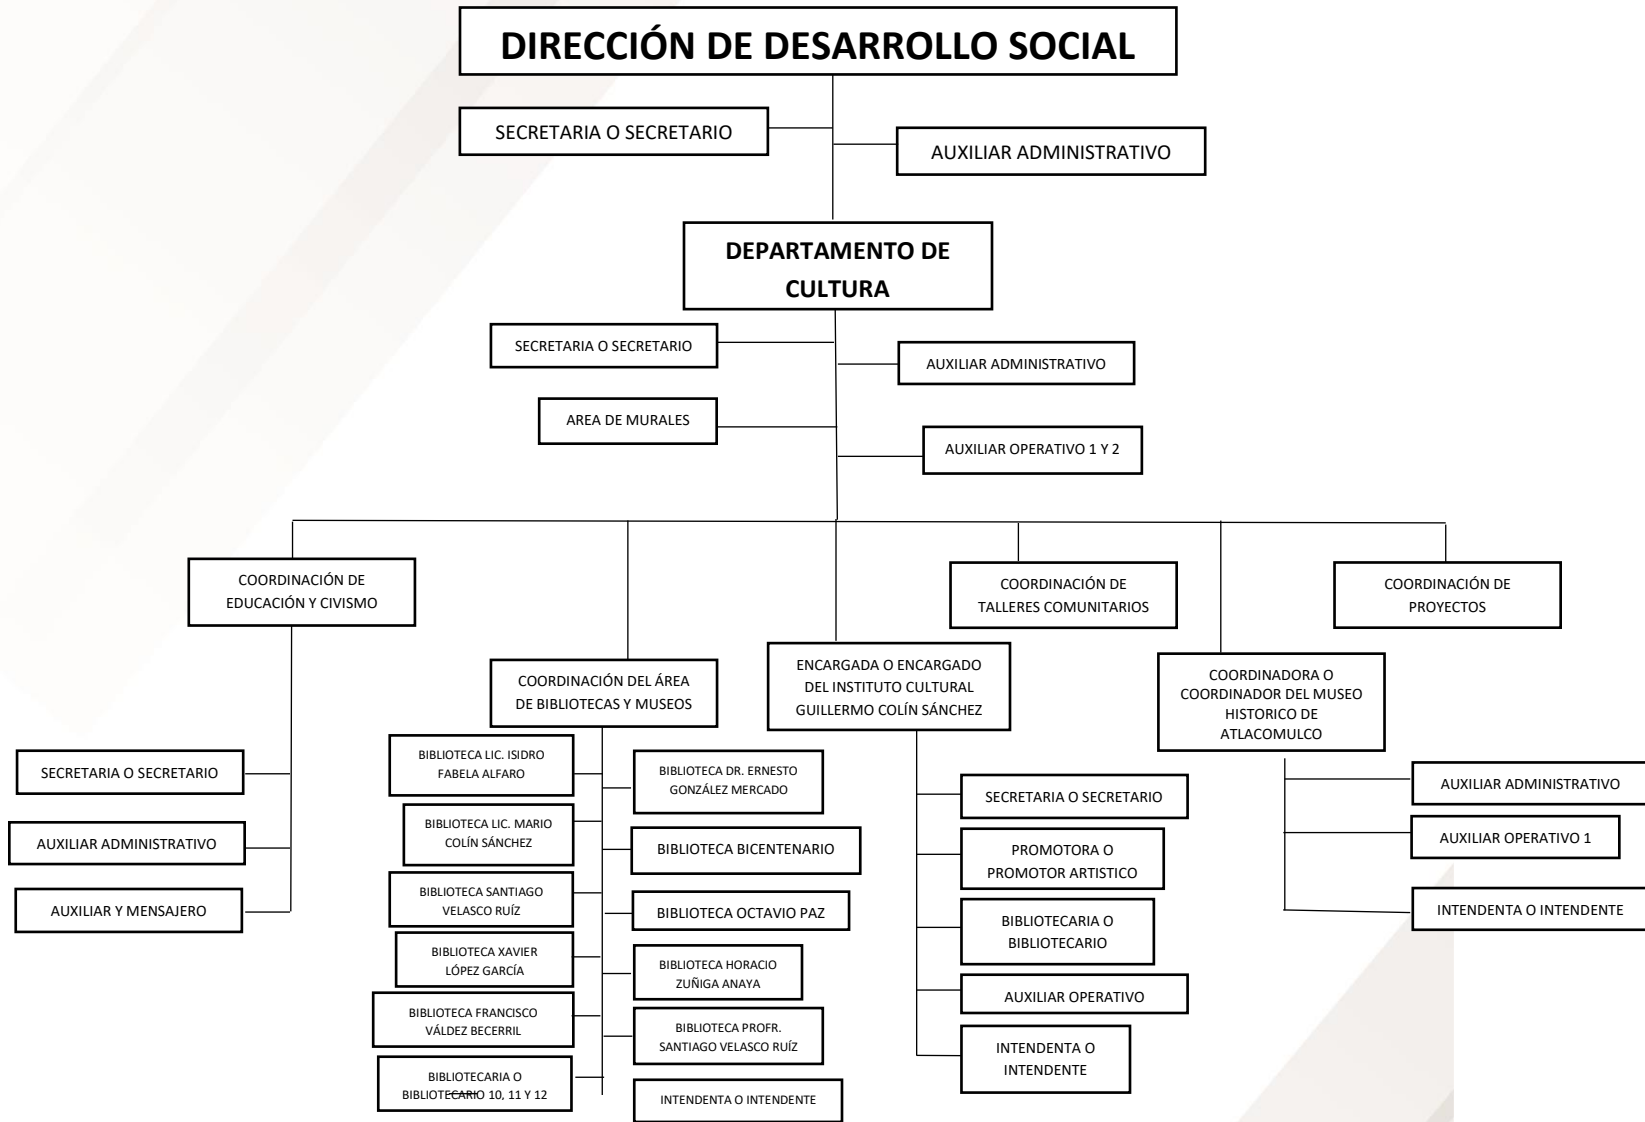 DIRECCIÓN DE DESARROLLO SOCIAL
SECRETARIA O SECRETARIO
AUXILIAR ADMINISTRATIVO
DEPARTAMENTO DE
CULTURA
SECRETARIA O SECRETARIO
AUXILIAR ADMINISTRATIVO
AREA DE MURALES
AUXILIAR OPERATIVO 1 Y 2
COORDINACIÓN DE
EDUCACIÓN Y CIVISMO
SECRETARIA O SECRETARIO
AUXILIAR ADMINISTRATIVO
AUXILIAR Y MENSAJERO
COORDINACIÓN DEL ÁREA
DE BIBLIOTECAS Y MUSEOS
BIBLIOTECA LIC. ISIDRO
FABELA ALFARO
BIBLIOTECA DR. ERNESTO
GONZÁLEZ MERCADO
BIBLIOTECA LIC. MARIO
COLÍN SÁNCHEZ
BIBLIOTECA BICENTENARIO
BIBLIOTECA SANTIAGO
VELASCO RUÍZ
BIBLIOTECA OCTAVIO PAZ
BIBLIOTECA XAVIER
LÓPEZ GARCÍA
BIBLIOTECA HORACIO
ZUÑIGA ANAYA
BIBLIOTECA FRANCISCO
VÁLDEZ BECERRIL
BIBLIOTECA PROFR.
SANTIAGO VELASCO RUÍZ
BIBLIOTECARIA O
BIBLIOTECARIO 10, 11 Y 12
INTENDENTA O INTENDENTE
ENCARGADA O ENCARGADO
DEL INSTITUTO CULTURAL
GUILLERMO COLÍN SÁNCHEZ
SECRETARIA O SECRETARIO
PROMOTORA O
PROMOTOR ARTISTICO
BIBLIOTECARIA O
BIBLIOTECARIO
AUXILIAR OPERATIVO
INTENDENTA O
INTENDENTE
COORDINACIÓN DE
TALLERES COMUNITARIOS
COORDINADORA O
COORDINADOR DEL MUSEO
HISTORICO DE
ATLACOMULCO
AUXILIAR ADMINISTRATIVO
AUXILIAR OPERATIVO 1
INTENDENTA O INTENDENTE
COORDINACIÓN DE
PROYECTOS